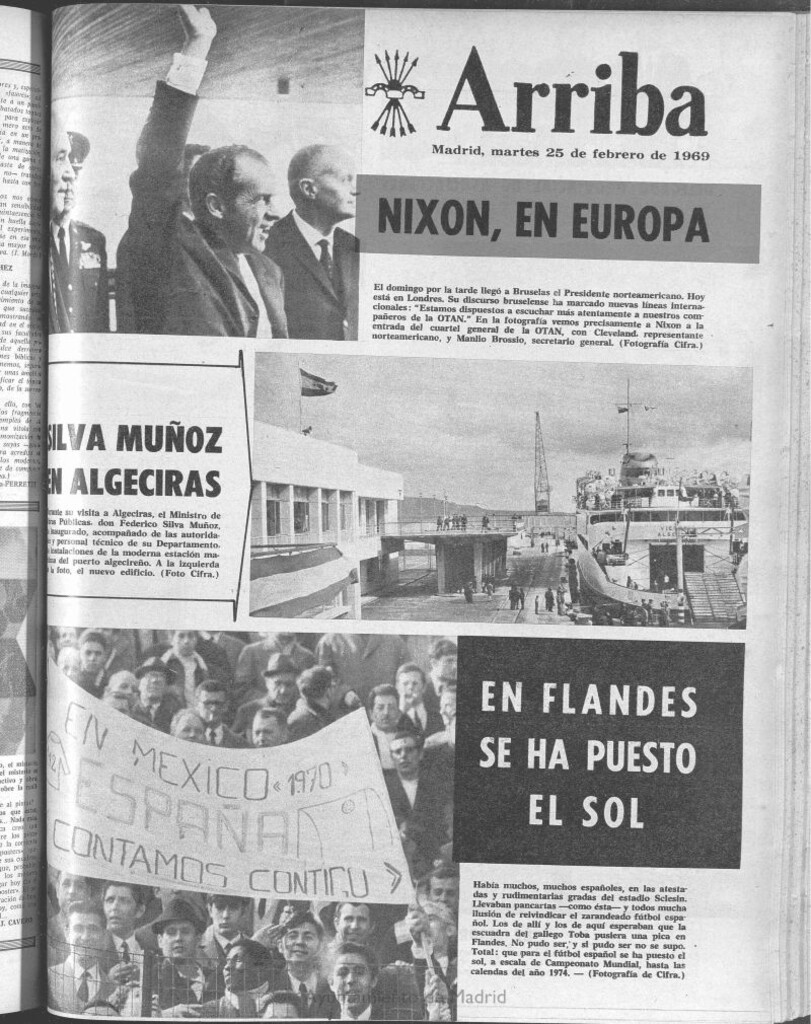 Arriba
Madrid, martes 25 de febrero de 1969
NIXON, EN EUROPA
El domingo por la tarde llegó a Bruselas el Presidente norteamericano. Hoy
está en Londres. Su discurso bruselense ha marcado nuevas líneas interna-
cionales: "Estamos dispuestos a escuchar más atentamente a nuestros com-
pañeros de la OTAN." En la fotografía vemos precisamente a Nixon a la
entrada del cuartel general de la OTAN, con Cleveland, representante
norteamericano, y Manlio Brossio, secretario general. (Fotografía Cifra.)
SILVA MUÑOZ
EN ALGECIRAS
su visita a Algeciras, el Ministro de
Públicas, don Federico Silva Muñoz,
inaugurado, acompañado de las autorida-
y personal técnico de su Departamento,
instalaciones de la moderna estación ma-
del puerto algecireño. A la izquierda
foto, el nuevo edificio. (Foto Cifra.)
EN MEXICO «1970»
ESPAÑA
CONTAMOS CONTIGU
EN FLANDES
SE HA PUESTO
EL SOL
Había muchos, muchos españoles, en las atesta-
das y rudimentarias gradas del estadio Sclesin.
Llevaban pancartas —como ésta— y todos mucha
ilusión de reivindicar el zarandeado fútbol espa-
ñol. Los de allí y los de aquí esperaban que la
escuadra del gallego Toba pusiera una pica en
Flandes. No pudo ser, y si pudo ser no se supo.
Total: que para el fútbol español se ha puesto el
sol, a escala de Campeonato Mundial, hasta las
calendas del año 1974. — (Fotografía de Cifra.)
Ayuntamiento de Madrid